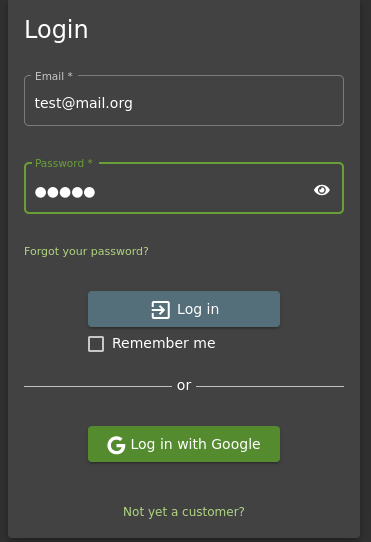 Login
Email *
test@mail.org
Password *
●●●●●
Forgot your password?
Log in
Remember me
or
Log in with Google
Not yet a customer?